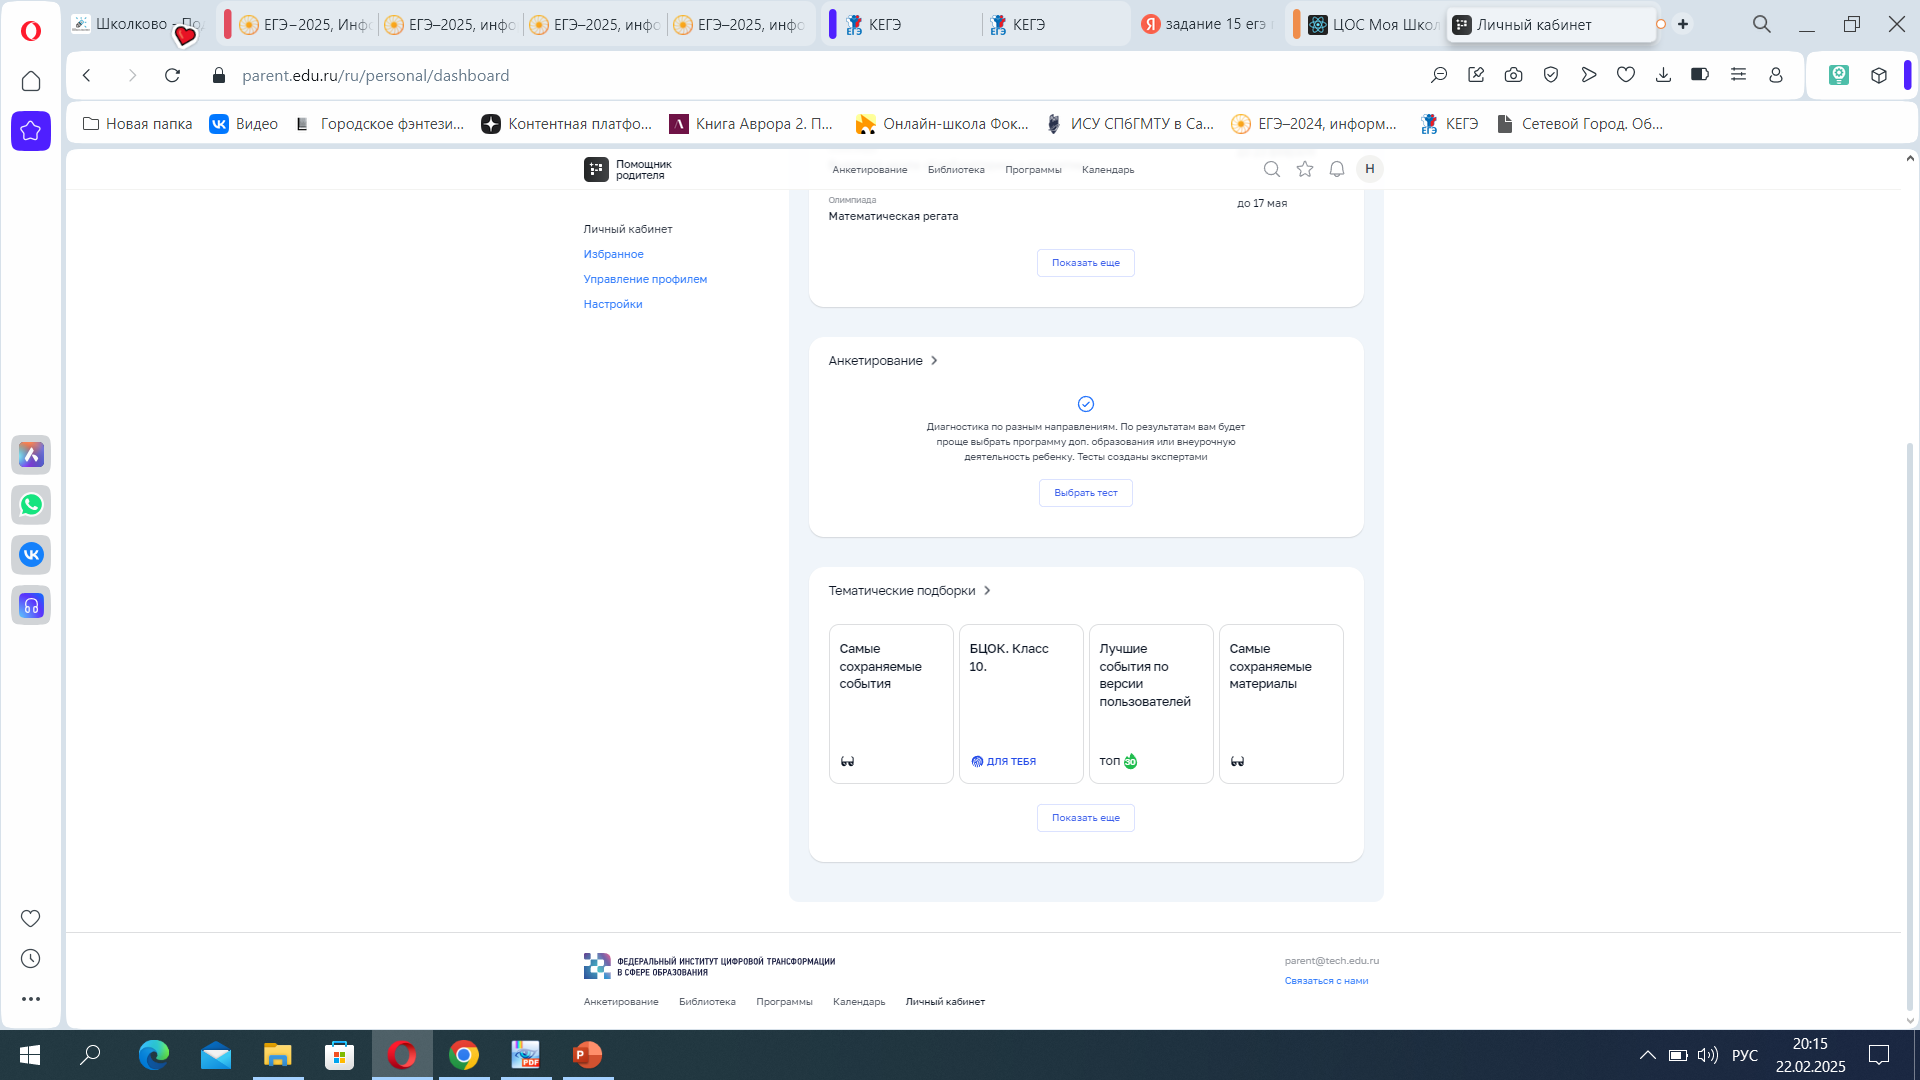 Школково - По
ЕГЭ−2025, Инф
ЕГЭ–2025, инфо
ЕГЭ–2025, инфо
ЕГЭ–2025, инфо
КЕГЭ
КЕГЭ
задание 15 егэ
ЦОС Моя Школ
Личный кабинет
parent.edu.ru/ru/personal/dashboard
Новая папка
Видео
Городское фэнтези...
Контентная платфо...
Книга Аврора 2. П...
Онлайн-школа Фок...
ИСУ СПбГМТУ в Са...
ЕГЭ–2024, информ...
КЕГЭ
Сетевой Город. Об...
Помощник
родителя
Анкетирование
Библиотека
Программы
Календарь
Н
Личный кабинет
Избранное
Управление профилем
Настройки
Олимпиада
Математическая регата
до 17 мая
Показать еще
Анкетирование
Диагностика по разным направлениям. По результатам вам будет
проще выбрать программу доп. образования или внеурочную
деятельность ребенку. Тесты созданы экспертами
Выбрать тест
Тематические подборки
Самые
сохраняемые
события
БЦОК. Класс
10.
ДЛЯ ТЕБЯ
Лучшие
события по
версии
пользователей
ТОП 30
Самые
сохраняемые
материалы
Показать еще
ФЕДЕРАЛЬНЫЙ ИНСТИТУТ ЦИФРОВОЙ ТРАНСФОРМАЦИИ
В СФЕРЕ ОБРАЗОВАНИЯ
parent@tech.edu.ru
Связаться с нами
Анкетирование
Библиотека
Программы
Календарь
Личный кабинет
РУС
20:15
22.02.2025